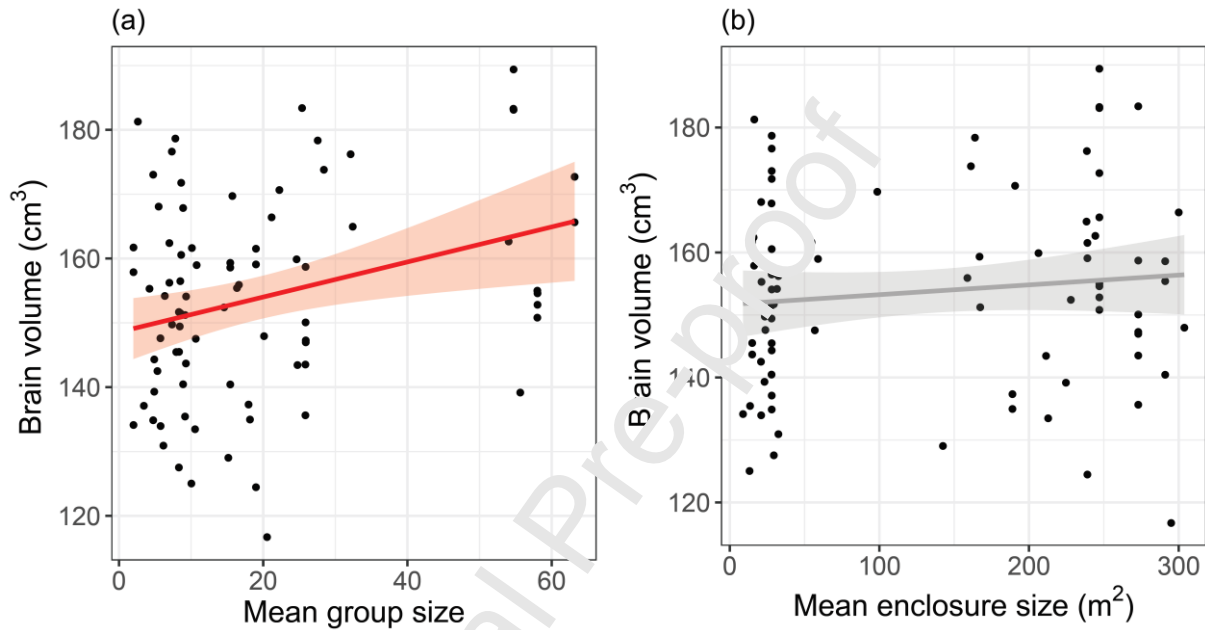 (a)
Brain volume (cm³)
180
160
140
120
0 20 40 60
Mean group size
(b)
Brain volume (cm³)
180
160
140
120
0 100 200 300
Mean enclosure size (m²)
al Pre-proof